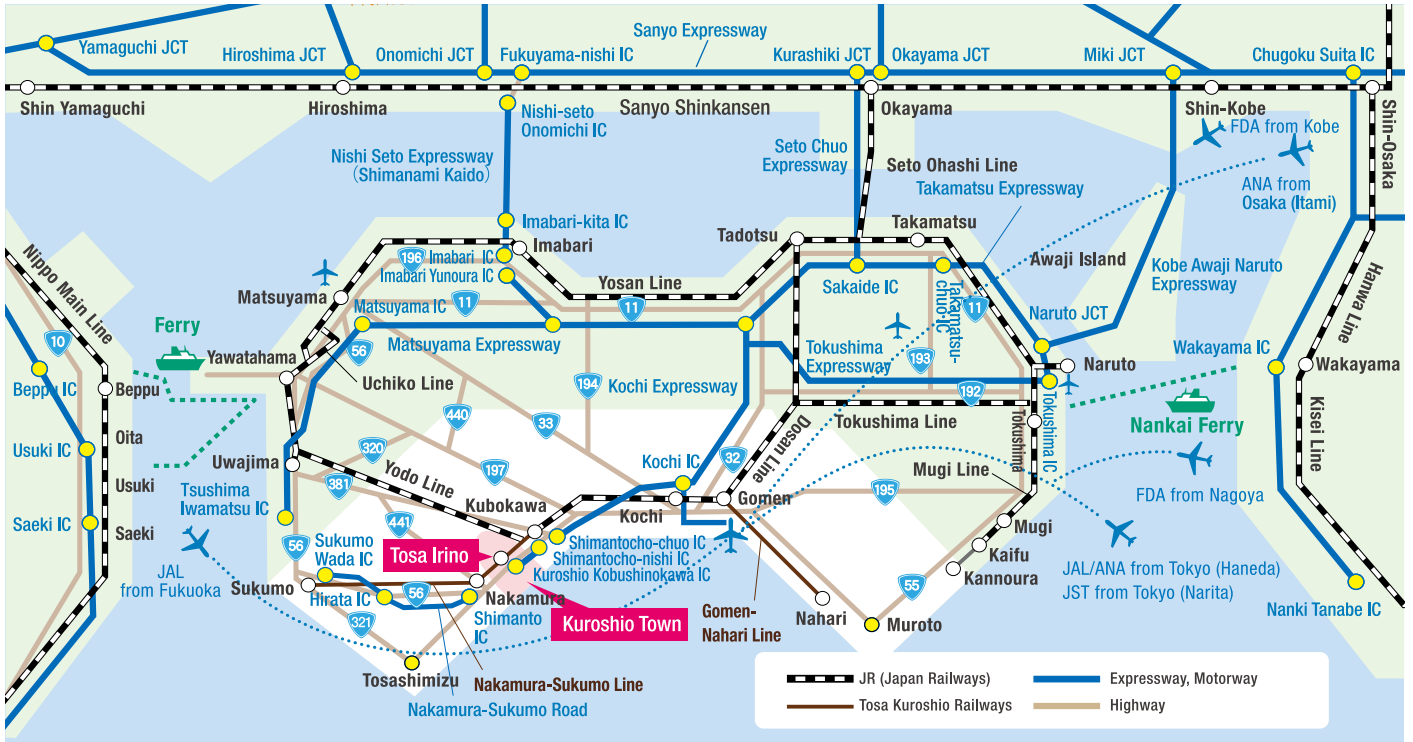 Yamaguchi JCT
Hiroshima JCT
Onomichi JCT
Fukuyama-nishi IC
Sanyo Expressway
Kurashiki JCT
Okayama JCT
Miki JCT
Chugoku Suita IC
Shin Yamaguchi
Hiroshima
Sanyo Shinkansen
Okayama
Shin-Kobe
Shin-Osaka
Nishi-seto
Onomichi IC
Nishi Seto Expressway
(Shimanami Kaido)
Seto Chuo
Expressway
Seto Ohashi Line
Takamatsu Expressway
FDA from Kobe
ANA from
Osaka (Itami)
Imabari-kita IC
Imabari
196
Imabari IC
Imabari Yunoura IC
Tadotsu
Takamatsu
Awaji Island
Kobe Awaji Naruto
Expressway
Nippo Main Line
Hanwa Line
Matsuyama
Matsuyama IC
11
Yosan Line
11
Sakaide IC
Takamatsu-
chuo IC
11
Naruto JCT
Ferry
10
Yawatahama
56
Matsuyama Expressway
Tokushima
Expressway
193
Naruto
Wakayama IC
Wakayama
Beppu IC
Beppu
Uchiko Line
194
Kochi Expressway
192
Tokushima IC
Nankai Ferry
Kisei Line
Oita
440
33
Dosan Line
Tokushima Line
Tokushima
Usuki IC
Usuki
Uwajima
320
197
Kochi IC
32
Mugi Line
FDA from Nagoya
Tsushima
Iwamatsu IC
381
Yodo Line
Kubokawa
Kochi
Gomen
195
Saeki IC
Saeki
441
Mugi
56
Sukumo
Wada IC
Tosa Irino
Shimantocho-chuo IC
Shimantocho-nishi IC
Kuroshio Kobushinokawa IC
Kaifu
Kannoura
JAL
from Fukuoka
JAL/ANA from Tokyo (Haneda)
JST from Tokyo (Narita)
Sukumo
Hirata IC
56
Nakamura
55
Nanki Tanabe IC
321
Shimanto
IC
Kuroshio Town
Gomen-
Nahari Line
Nahari
Muroto
Tosashimizu
Nakamura-Sukumo Line
Nakamura-Sukumo Road
JR (Japan Railways)
Expressway, Motorway
Tosa Kuroshio Railways
Highway